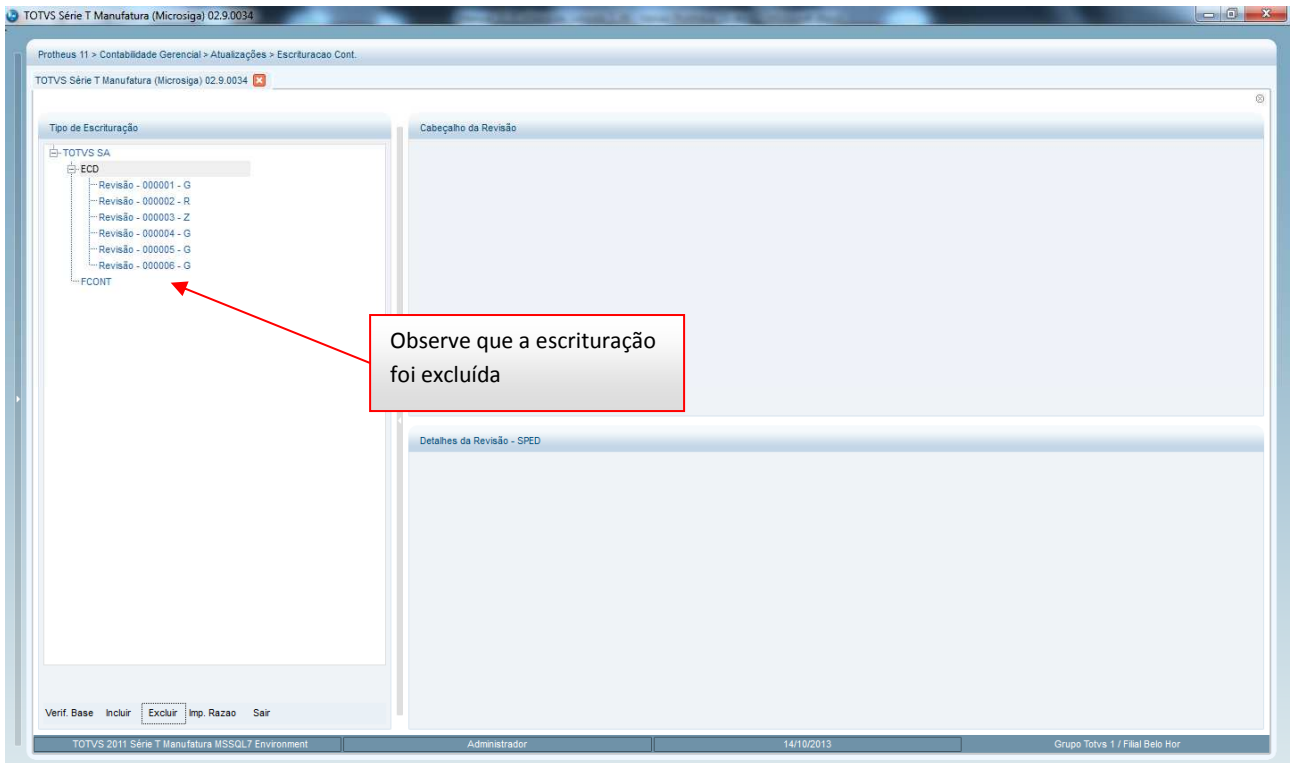 TOTVS Série T Manufatura (Microsiga) 02.9.0034
Protheus 11 > Contabilidade Gerencial > Atualizações > Escrituracao Cont.
TOTVS Série T Manufatura (Microsiga) 02.9.0034
Tipo de Escrituração
Cabeçalho da Revisão
TOTVS SA
ECD
Revisão - 000001 - G
Revisão - 000002 - R
Revisão - 000003 - Z
Revisão - 000004 - G
Revisão - 000005 - G
Revisão - 000006 - G
FCONT
Observe que a escrituração
foi excluída
Detalhes da Revisão - SPED
Verif. Base Incluir Excluir Imp. Razao Sair
TOTVS 2011 Série T Manufatura MSSQL7 Environment Administrador 14/10/2013 Grupo Totvs 1 / Filial Belo Hor